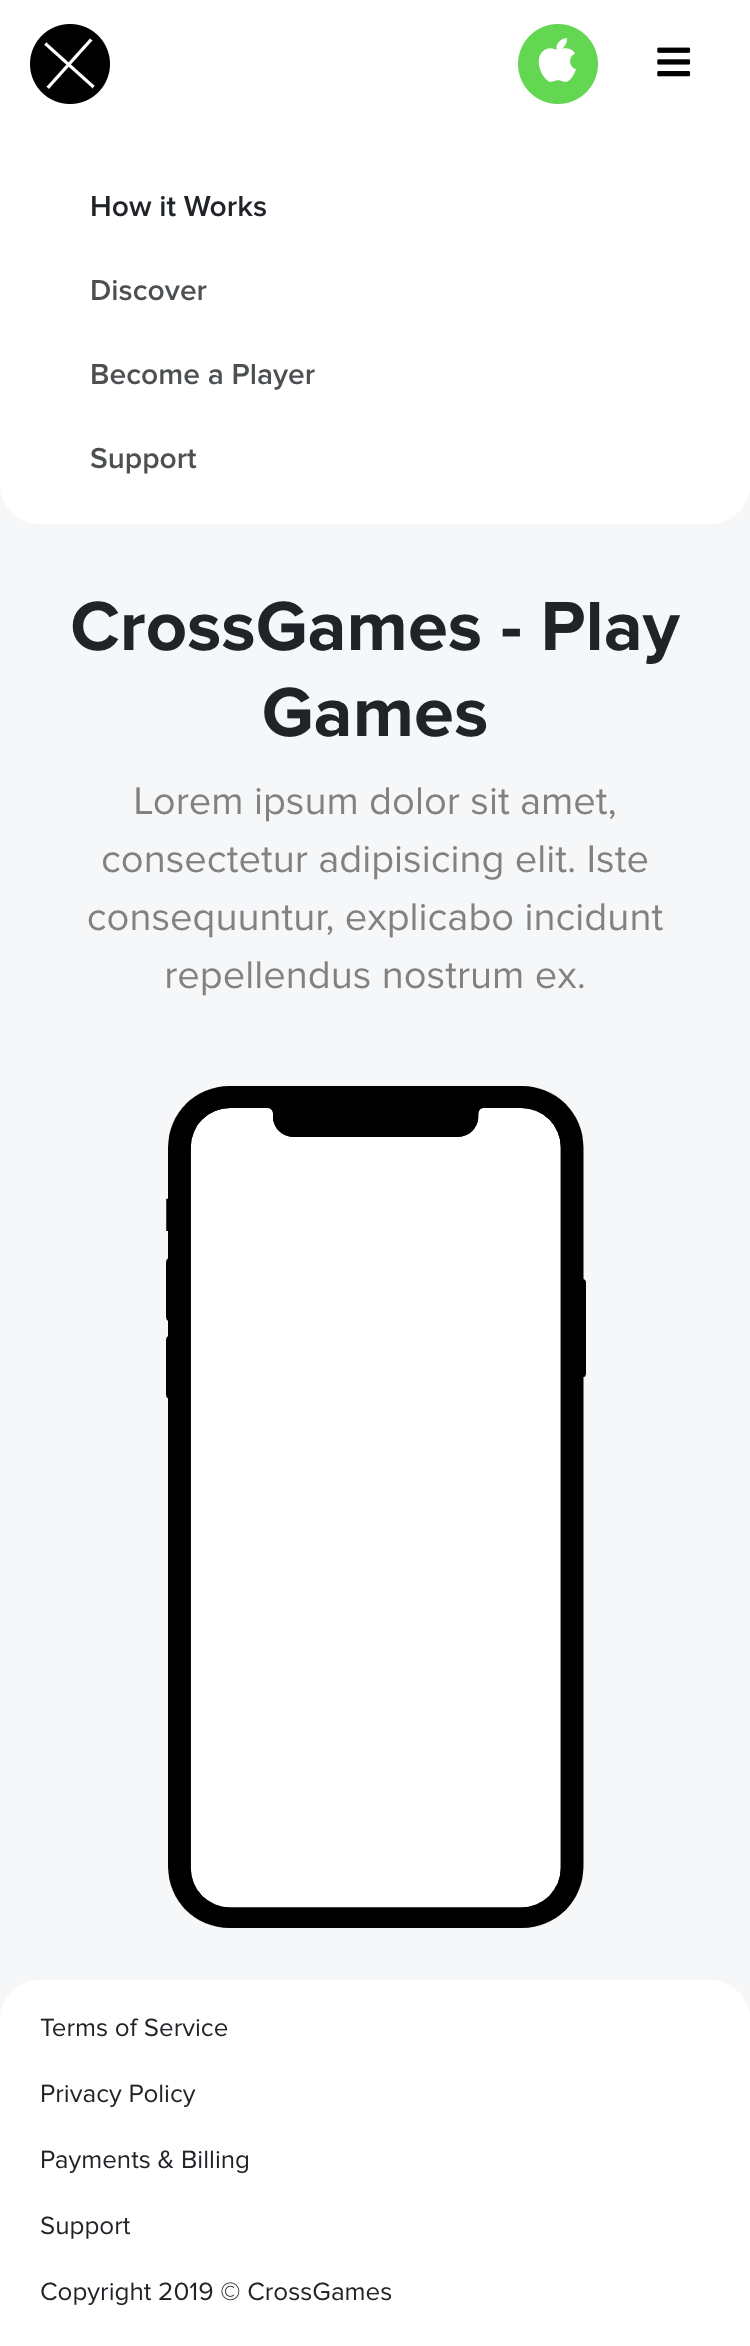 How it Works
Discover
Become a Player
Support
CrossGames - Play
Games
Lorem ipsum dolor sit amet,
consectetur adipisicing elit. Iste
consequuntur, explicabo incidunt
repellendus nostrum ex.
Terms of Service
Privacy Policy
Payments & Billing
Support
Copyright 2019 © CrossGames